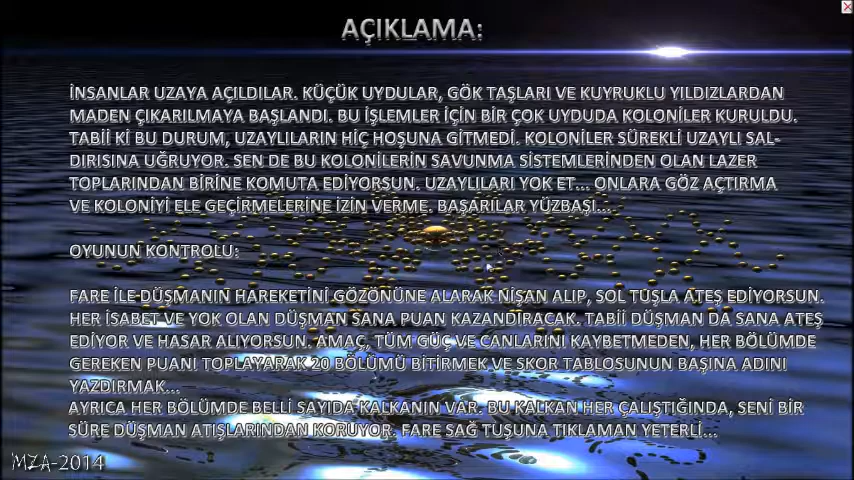 AÇIKLAMA:
İNSANLAR UZAYA AÇILDILAR. KÜÇÜK UYDULAR, GÖK TAŞLARI VE KUYRUKLU YILDIZLARDAN
MADEN ÇIKARILMAYA BAŞLANDI. BU İŞLEMLER İÇİN BİR ÇOK UYDUDA KOLONİLER KURULDU.
TABİİ Kİ BU DURUM, UZAYLILARIN HİÇ HOŞUNA GİTMEDİ. KOLONİLER SÜREKLİ UZAYLI SAL-
DIRISINA UĞRUYOR. SEN DE BU KOLONİLERİN SAVUNMA SİSTEMLERİNDEN OLAN LAZER
TOPLARINDAN BİRİNE KOMUTA EDİYORSUN. UZAYLILARI YOK ET... ONLARA GÖZ AÇTIRMA
VE KOLONİYİ ELE GEÇİRMELERİNE İZİN VERME. BAŞARILAR YÜZBAŞI...
OYUNUN KONTROLU:
FARE İLE DÜŞMANIN HAREKETİNİ GÖZÖNÜNE ALARAK NİŞAN ALIP, SOL TUŞLA ATEŞ EDİYORSUN.
HER İSABET VE YOK OLAN DÜŞMAN SANA PUAN KAZANDIRACAK. TABİİ DÜŞMAN DA SANA ATEŞ
EDİYOR VE HASAR ALIYORSUN. AMAÇ, TÜM GÜÇ VE CANLARINI KAYBETMEDEN, HER BÖLÜMDE
GEREKEN PUANI TOPLAYARAK 20 BÖLÜMÜ BİTİRMEK VE SKOR TABLOSUNUN BAŞINA ADINI
YAZDIRMAK...
AYRICA HER BÖLÜMDE BELLİ SAYIDA KALKANIN VAR. BU KALKAN HER ÇALIŞTIĞINDA, SENİ BİR
SÜRE DÜŞMAN ATIŞLARINDAN KORUYOR. FARE SAĞ TUŞUNA TIKLAMAN YETERLİ...
MZA-2014